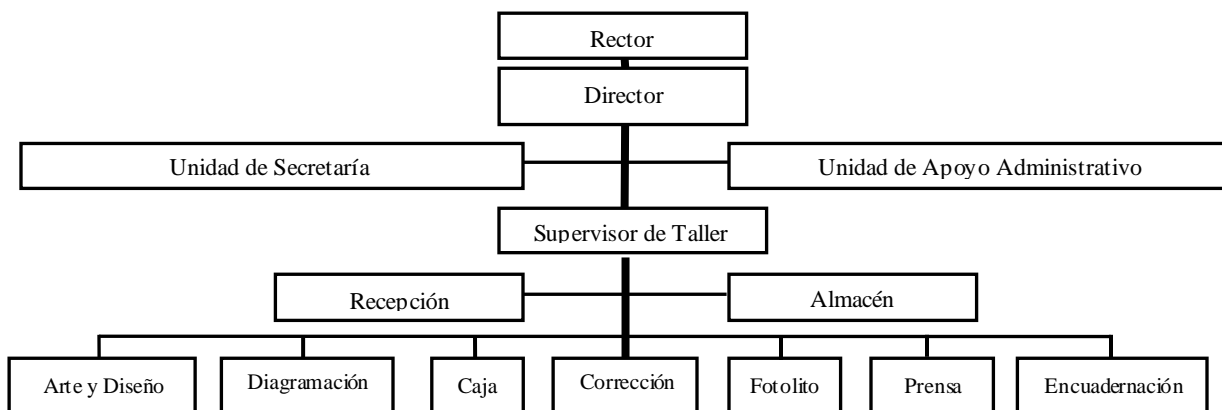 Rector
Director
Unidad de Secretaría
Unidad de Apoyo Administrativo
Supervisor de Taller
Recepción
Almacén
Arte y Diseño
Diagramación
Caja
Corrección
Fotolito
Prensa
Encuadernación